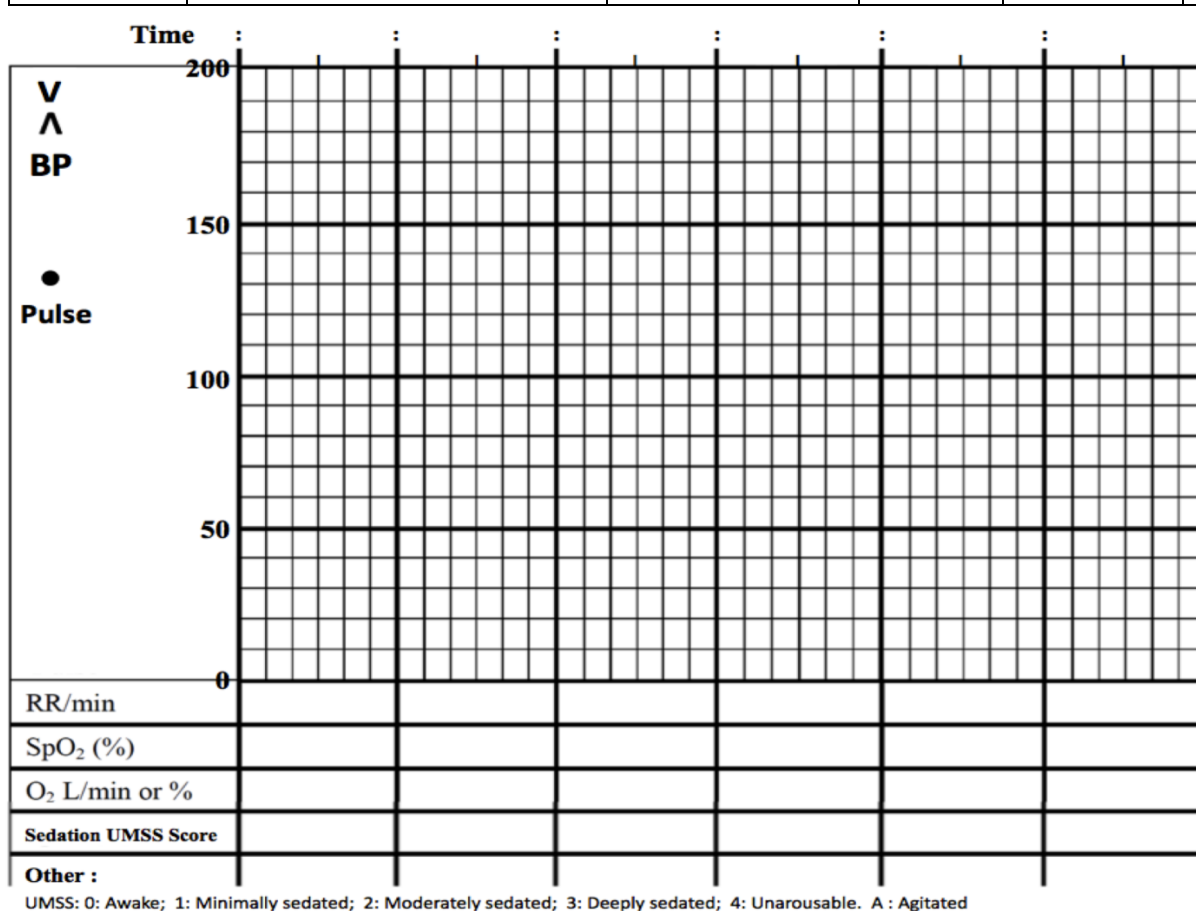 Time : : : : : :
200
V
Λ
BP
150
●
Pulse
100
50
0
RR/min
SpO₂ (%)
O₂ L/min or %
Sedation UMSS Score
Other :
UMSS: 0: Awake; 1: Minimally sedated; 2: Moderately sedated; 3: Deeply sedated; 4: Unarousable. A : Agitated